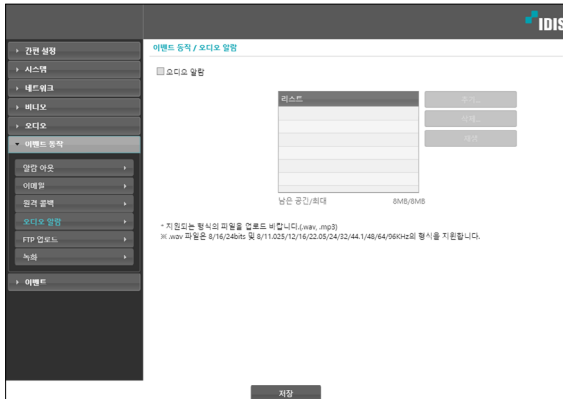 IDIS
간편 설정
시스템
네트워크
비디오
오디오
이벤트 동작
알람 아웃
이메일
원격 콜백
오디오 알람
FTP 업로드
녹화
이벤트
이벤트 동작 / 오디오 알람
오디오 알람
리스트
추가...
삭제...
재생
남은 공간/최대 8MB/8MB
* 지원되는 형식의 파일을 업로드 바랍니다.(.wav, .mp3)
※ .wav 파일은 8/16/24bits 및 8/11.025/12/16/22.05/24/32/44.1/48/64/96KHz의 형식을 지원합니다.
저장